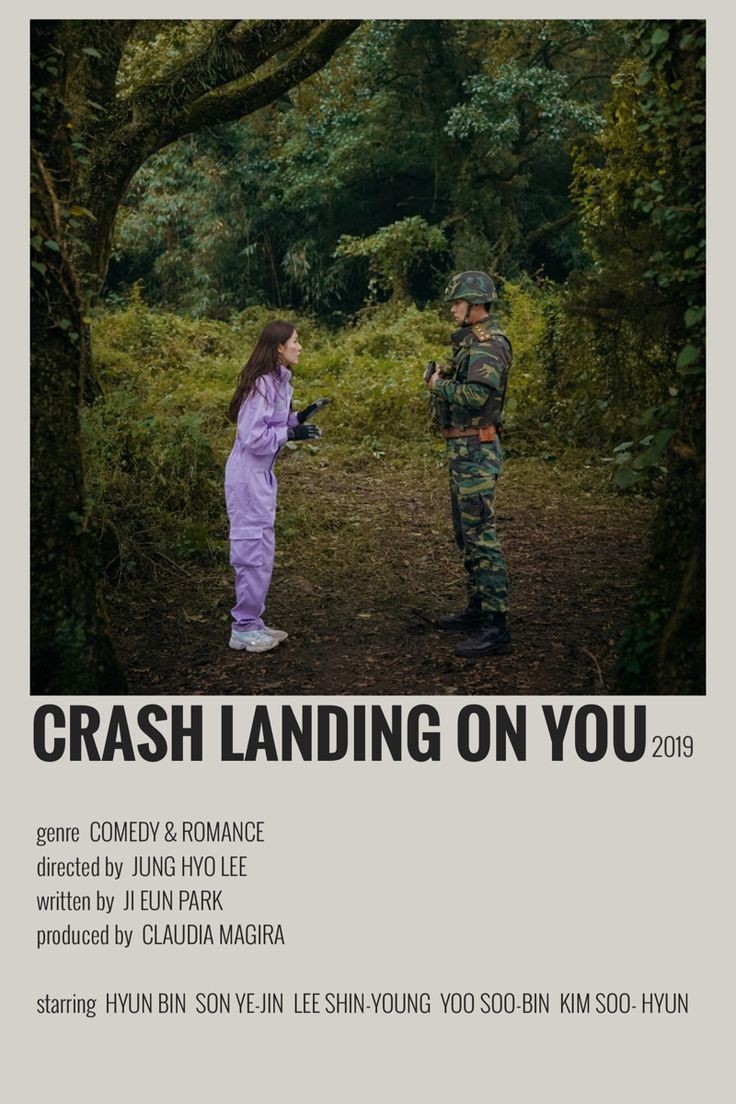 CRASH LANDING ON YOU 2019
genre COMEDY & ROMANCE
directed by JUNG HYO LEE
written by JI EUN PARK
produced by CLAUDIA MAGIRA
starring HYUN BIN SON YE-JIN LEE SHIN-YOUNG YOO SOO-BIN KIM SOO- HYUN